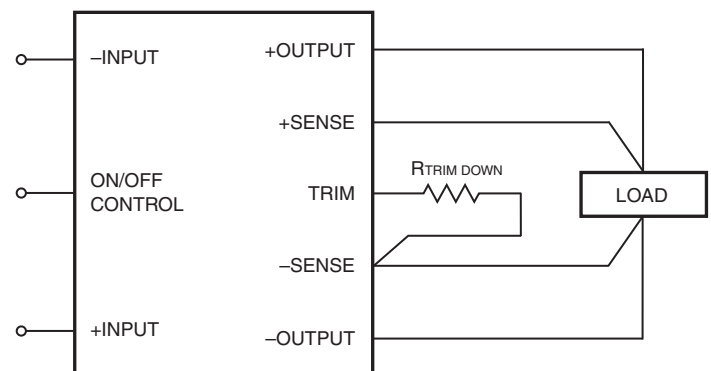 –INPUT
+OUTPUT
+SENSE
RTRIM DOWN
ON/OFF
CONTROL
TRIM
LOAD
–SENSE
+INPUT
–OUTPUT